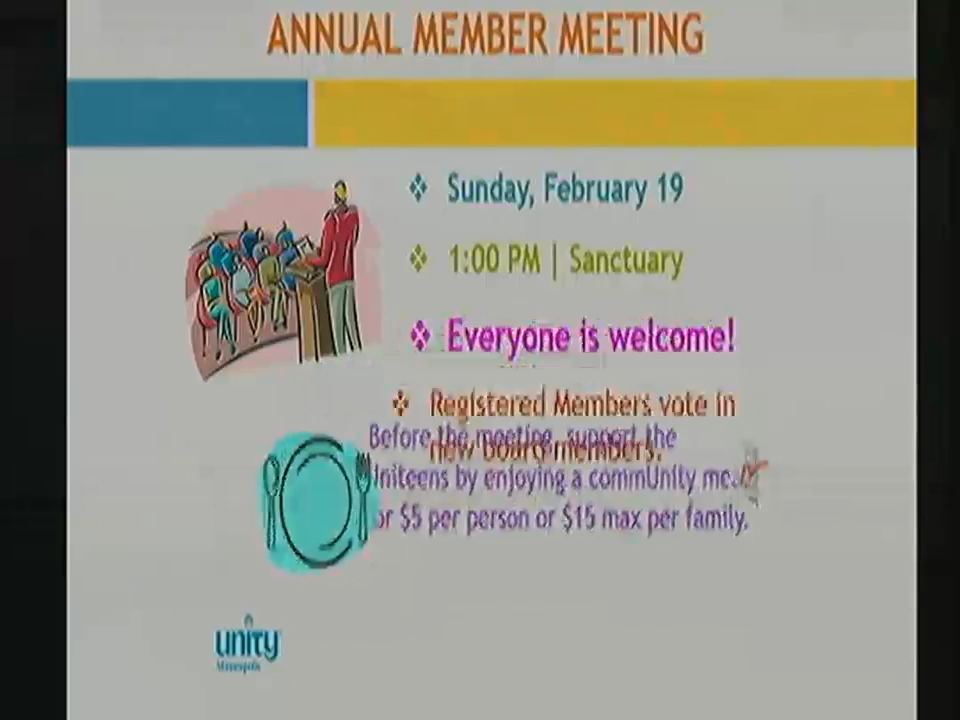 ANNUAL MEMBER MEETING
Sunday, February 19
1:00 PM | Sanctuary
Everyone is welcome!
Registered Members vote in
new board members.
Before the meeting, support the
Uniteens by enjoying a commUnity
or $5 per person or $15 max per family.
unity
Minneapolis